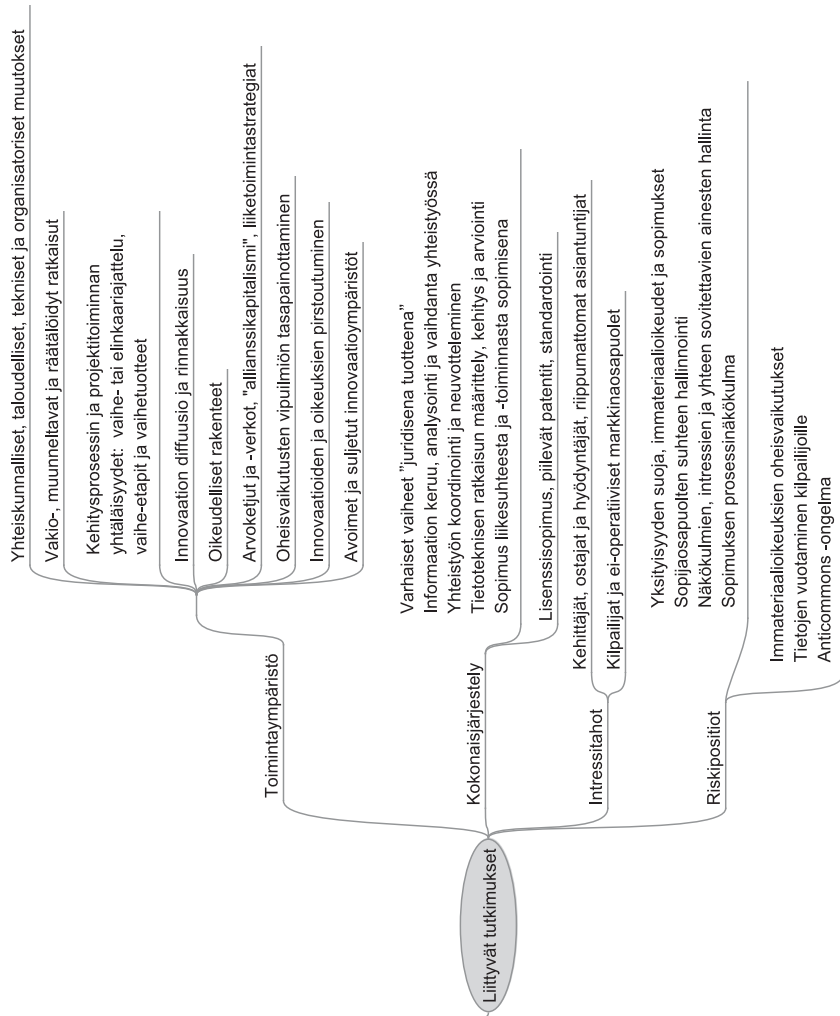 Liittyvät tutkimukset
Toimintaympäristö
Yhteiskunnalliset, taloudelliset, tekniset ja organisatoriset muutokset
Vakio-, muunneltavat ja räätälöidyt ratkaisut
Kehitysprosessin ja projektitoiminnan
yhtäläisyydet: vaihe- tai elinkaariajattelu,
vaihe-etapit ja vaihetuotteet
Innovaation diffuusio ja rinnakkaisuus
Oikeudelliset rakenteet
Arvoketjut ja -verkot, "allianssikapitalismi", liiketoimintastrategiat
Oheisvaikutusten vipuilmiön tasapainottaminen
Innovaatioiden ja oikeuksien pirstoutuminen
Avoimet ja suljetut innovaatioympäristöt
Kokonaisjärjestely
Varhaiset vaiheet "juridisena tuotteena"
Informaation keruu, analysointi ja vaihdanta yhteistyössä
Yhteistyön koordinointi ja neuvotteleminen
Tietoteknisen ratkaisun määrittely, kehitys ja arviointi
Sopimus liikesuhteesta ja -toiminnasta sopimisena
Lisenssisopimus, piilevät patentit, standardointi
Intressitahot
Kehittäjät, ostajat ja hyödyntäjät, riippumattomat asiantuntijat
Kilpailijat ja ei-operatiiviset markkinaosapuolet
Riskipositiot
Yksityisyyden suoja, immateriaalioikeudet ja sopimukset
Sopijaosapuolten suhteen hallinnointi
Näkökulmien, intressien ja yhteen sovitettavien ainesten hallinta
Sopimuksen prosessinäkökulma
Immateriaalioikeuksien oheisvaikutukset
Tietojen vuotaminen kilpailijoille
Anticommons -ongelma